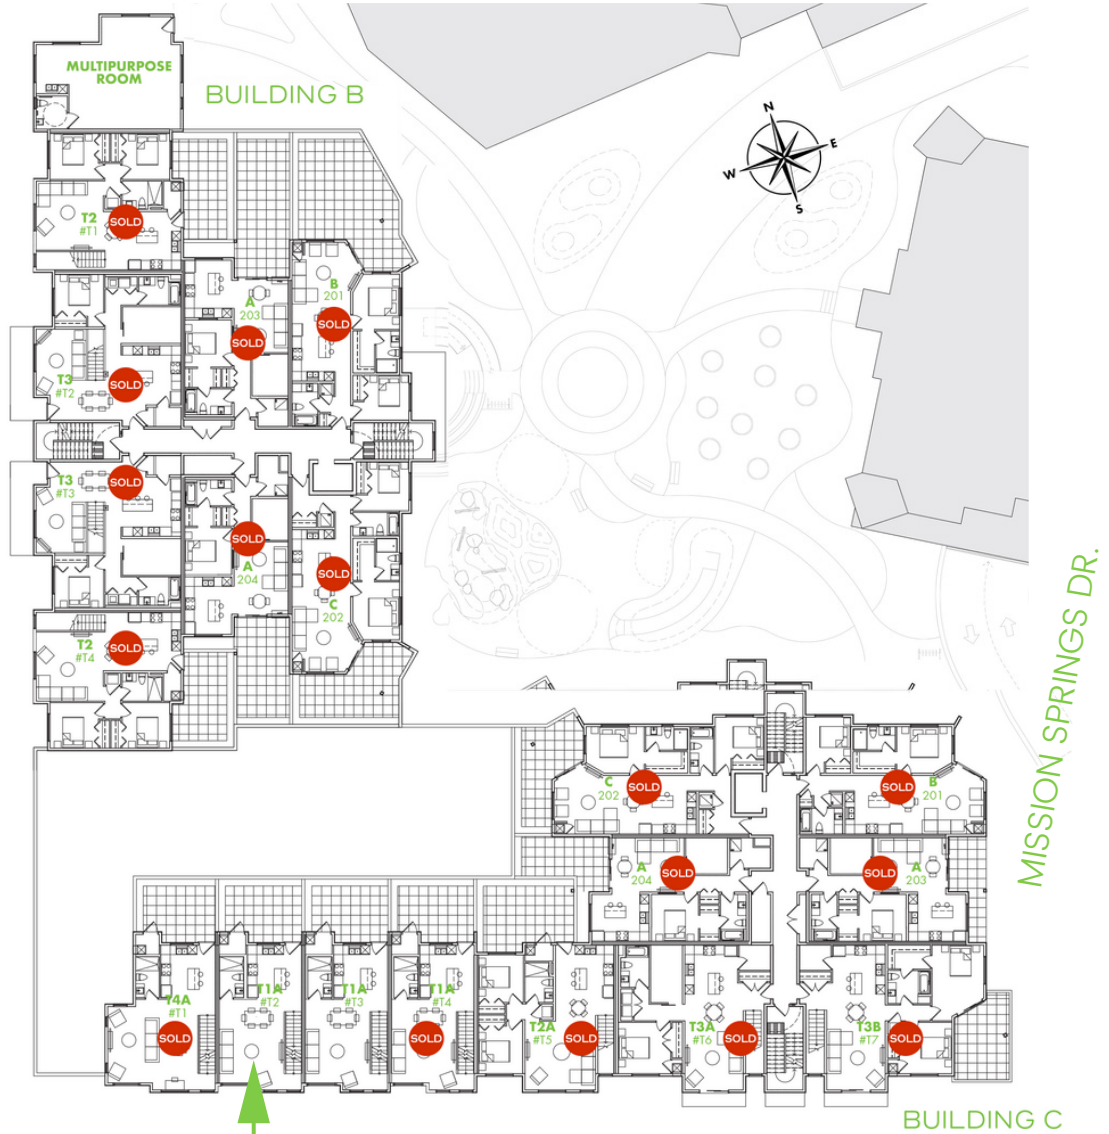 MULTIPURPOSE
ROOM
BUILDING B
N
E
W
S
T2
#T1
SOLD
A
203
SOLD
B
201
SOLD
T3
#T2
SOLD
T3
#T3
SOLD
A
204
SOLD
C
202
SOLD
T2
#T4
SOLD
MISSION SPRINGS DR.
C
202
SOLD
B
201
SOLD
A
204
SOLD
A
203
SOLD
T4A
#T1
SOLD
T1A
#T2
T1A
#T3
T1A
#T4
SOLD
T2A
#T5
SOLD
T3A
#T6
SOLD
T3B
#T7
SOLD
BUILDING C